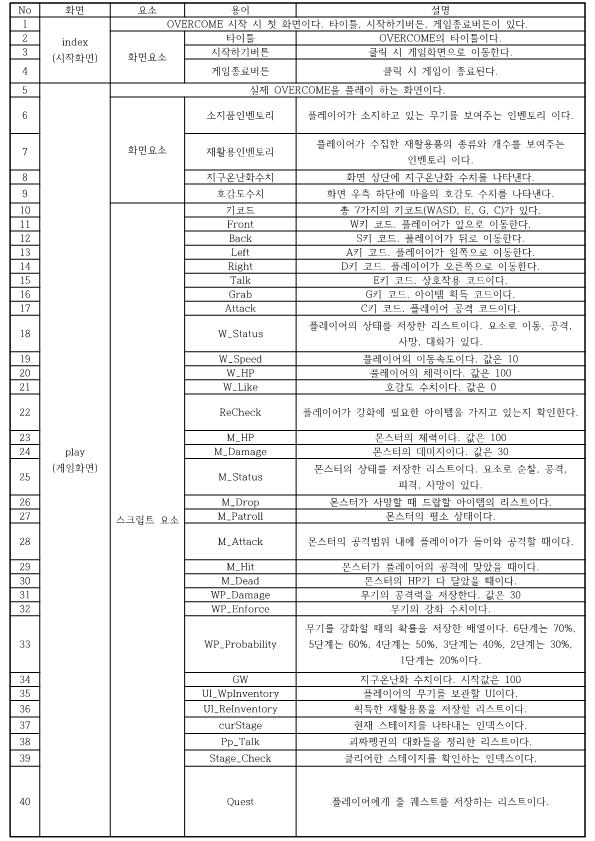 No 화면 요소 용어 설명
1 index (시작화면) OVERCOME 시작 시 첫 화면이다. 타이틀, 시작하기버튼, 게임종료버튼이 있다.
2 화면요소 타이틀 OVERCOME의 타이틀이다.
3 시작하기버튼 클릭 시 게임화면으로 이동한다.
4 게임종료버튼 클릭 시 게임이 종료된다.
5 play (게임화면) 실제 OVERCOME을 플레이 하는 화면이다.
6 화면요소 소지품인벤토리 플레이어가 소지하고 있는 무기를 보여주는 인벤토리 이다.
7 재활용인벤토리 플레이어가 수집한 재활용품의 종류와 개수를 보여주는
인벤토리 이다.
8 지구온난화수치 화면 상단에 지구온난화 수치를 나타낸다.
9 호감도수치 화면 우측 하단에 마을의 호감도 수치를 나타낸다.
10 스크립트 요소 키코드 총 7가지의 키코드(WASD, E, G, C)가 있다.
11 Front W키 코드. 플레이어가 앞으로 이동한다.
12 Back S키 코드. 플레이어가 뒤로 이동한다.
13 Left A키 코드. 플레이어가 왼쪽으로 이동한다.
14 Right D키 코드. 플레이어가 오른쪽으로 이동한다.
15 Talk E키 코드. 상호작용 코드이다.
16 Grab G키 코드. 아이템 획득 코드이다.
17 Attack C키 코드. 플레이어 공격 코드이다.
18 W_Status 플레이어의 상태를 저장한 리스트이다. 요소로 이동, 공격,
사망, 대화가 있다.
19 W_Speed 플레이어의 이동속도이다. 값은 10
20 W_HP 플레이어의 체력이다. 값은 100
21 W_Like 호감도 수치이다. 값은 0
22 ReCheck 플레이어가 강화에 필요한 아이템을 가지고 있는지 확인한다.
23 M_HP 몬스터의 체력이다. 값은 100
24 M_Damage 몬스터의 데미지이다. 값은 30
25 M_Status 몬스터의 상태를 저장한 리스트이다. 요소로 순찰, 공격,
피격, 사망이 있다.
26 M_Drop 몬스터가 사망할 때 드랍할 아이템의 리스트이다.
27 M_Patroll 몬스터의 평소 상태이다.
28 M_Attack 몬스터의 공격범위 내에 플레이어가 들어와 공격할 때이다.
29 M_Hit 몬스터가 플레이어의 공격에 맞았을 때이다.
30 M_Dead 몬스터의 HP가 다 닳았을 때이다.
31 WP_Damage 무기의 공격력을 저장한다. 값은 30
32 WP_Enforce 무기의 강화 수치이다.
33 WP_Probability 무기를 강화할 때의 확률을 저장한 배열이다. 6단계는 70%,
5단계는 60%, 4단계는 50%, 3단계는 40%, 2단계는 30%,
1단계는 20%이다.
34 GW 지구온난화 수치이다. 시작값은 100
35 UI_WpInventory 플레이어의 무기를 보관할 UI이다.
36 UI_ReInventory 획득한 재활용품을 저장할 리스트이다.
37 curStage 현재 스테이지를 나타내는 인덱스이다.
38 Pp_Talk 괴짜펭귄의 대화들을 정리한 리스트이다.
39 Stage_Check 클리어한 스테이지를 확인하는 인덱스이다.
40 Quest 플레이어에게 줄 퀘스트를 저장하는 리스트이다.